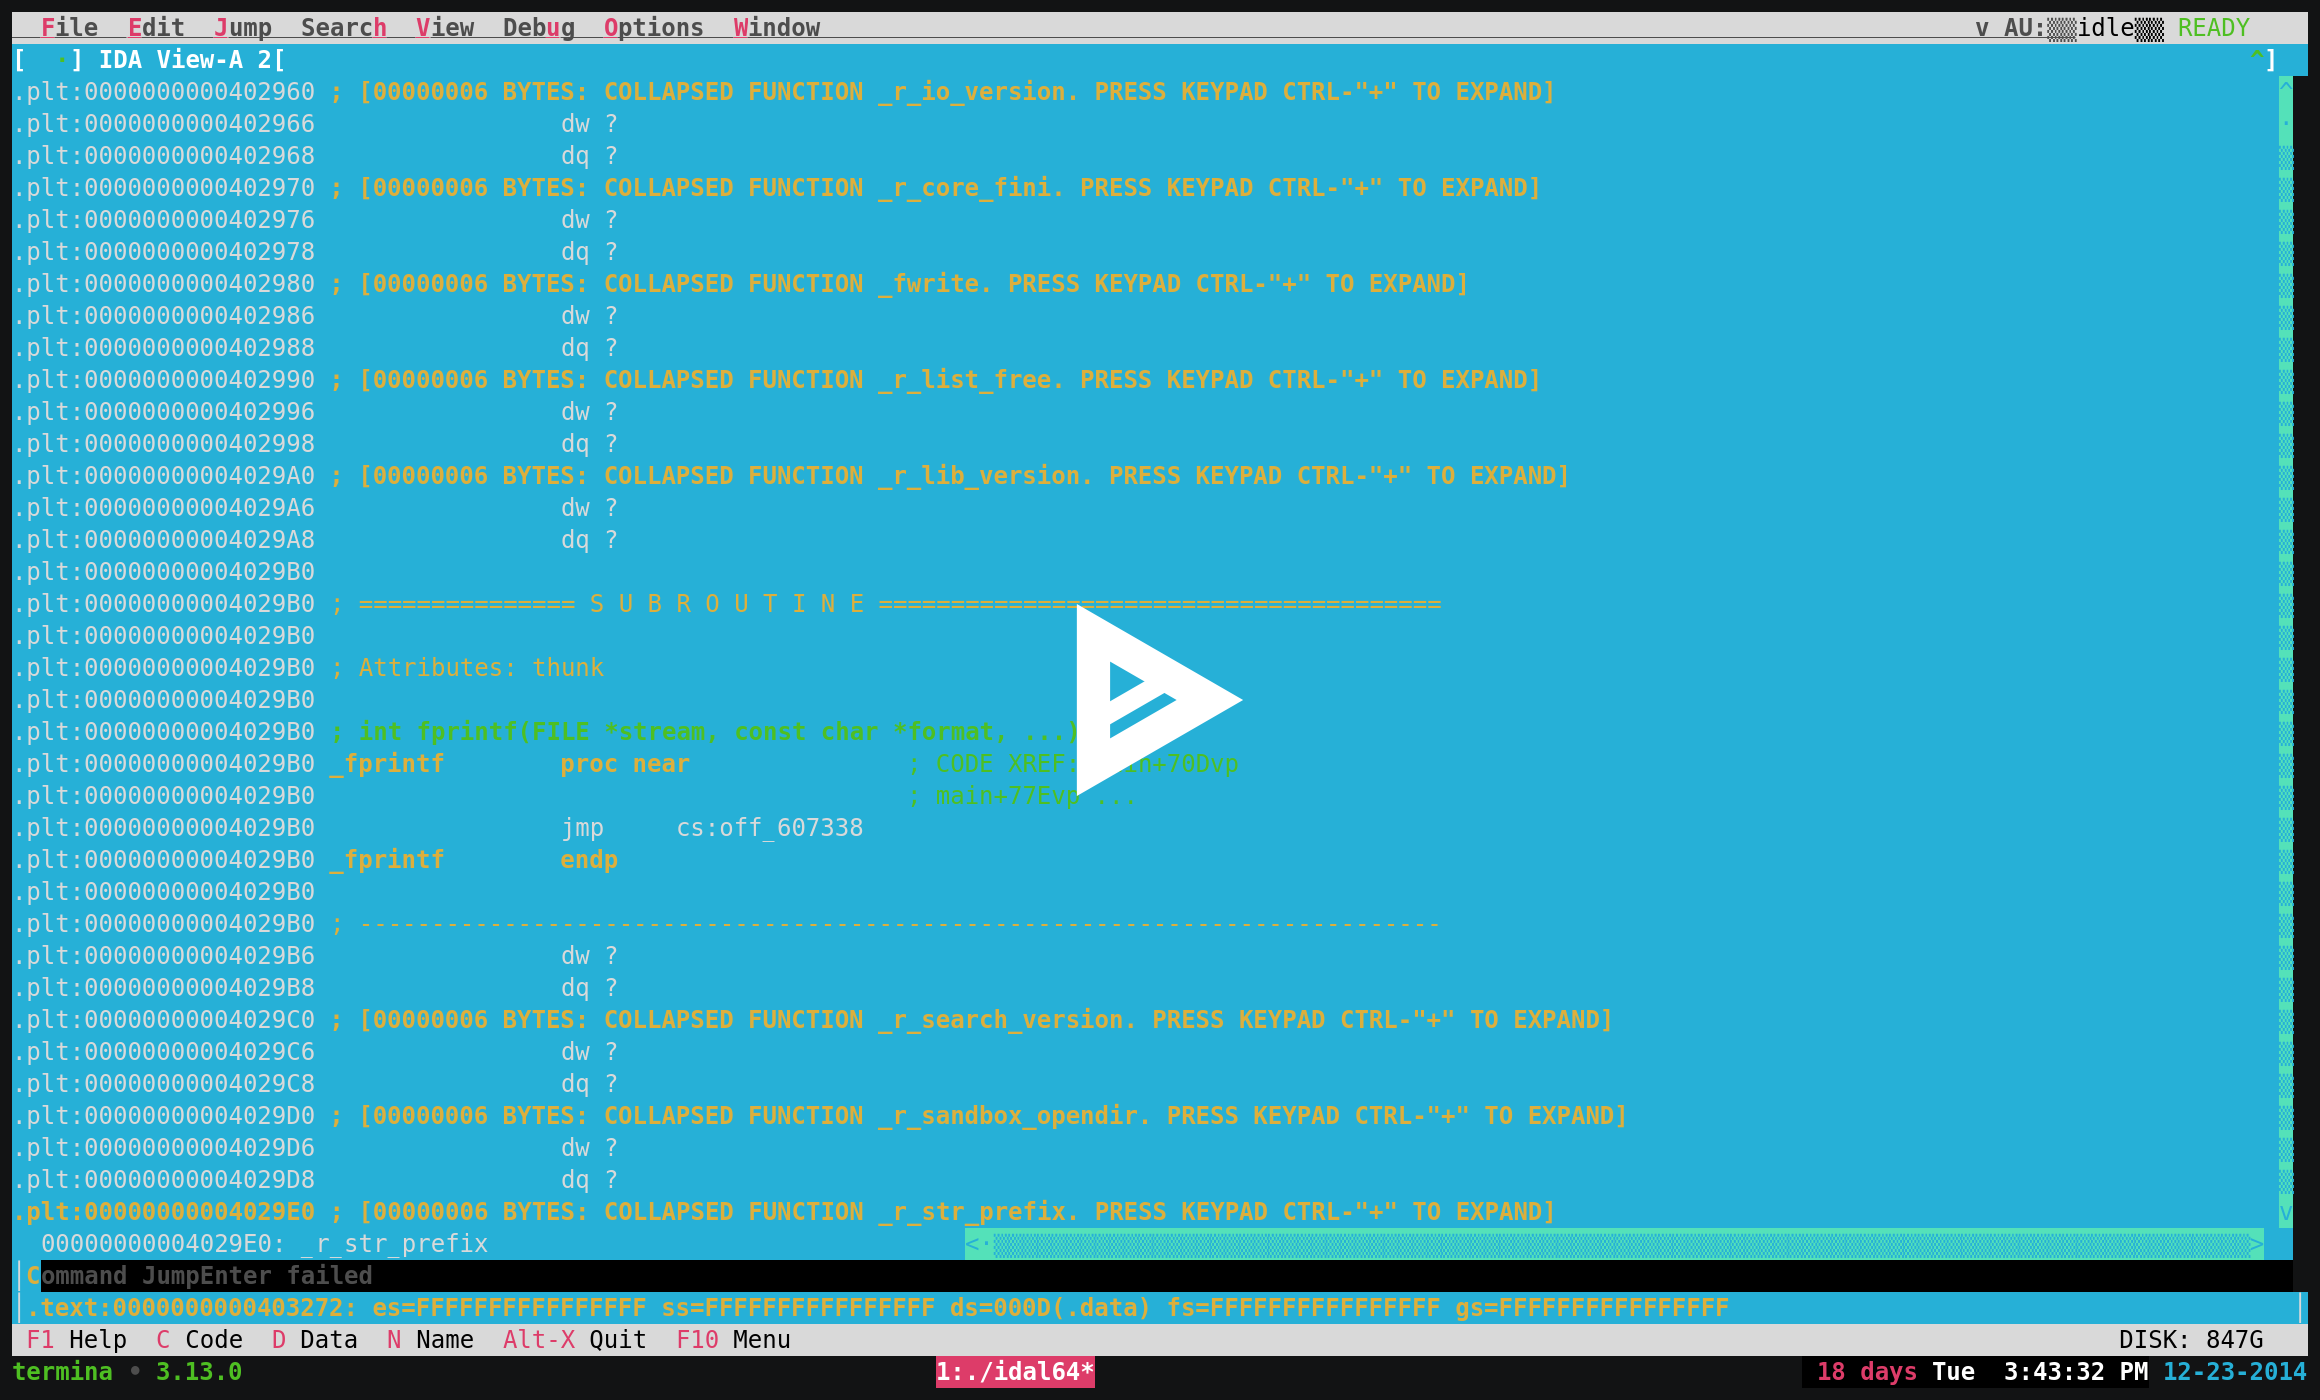 File  Edit  Jump  Search  View  Debug  Options  Window v AU: idle READY
[ · ] IDA View-A 2[ ^]
.plt:0000000000402960 ; [00000006 BYTES: COLLAPSED FUNCTION _r_io_version. PRESS KEYPAD CTRL-"+" TO EXPAND]
.plt:0000000000402966 dw ?
.plt:0000000000402968 dq ?
.plt:0000000000402970 ; [00000006 BYTES: COLLAPSED FUNCTION _r_core_fini. PRESS KEYPAD CTRL-"+" TO EXPAND]
.plt:0000000000402976 dw ?
.plt:0000000000402978 dq ?
.plt:0000000000402980 ; [00000006 BYTES: COLLAPSED FUNCTION _fwrite. PRESS KEYPAD CTRL-"+" TO EXPAND]
.plt:0000000000402986 dw ?
.plt:0000000000402988 dq ?
.plt:0000000000402990 ; [00000006 BYTES: COLLAPSED FUNCTION _r_list_free. PRESS KEYPAD CTRL-"+" TO EXPAND]
.plt:0000000000402996 dw ?
.plt:0000000000402998 dq ?
.plt:00000000004029A0 ; [00000006 BYTES: COLLAPSED FUNCTION _r_lib_version. PRESS KEYPAD CTRL-"+" TO EXPAND]
.plt:00000000004029A6 dw ?
.plt:00000000004029A8 dq ?
.plt:00000000004029B0
.plt:00000000004029B0 ; =============== S U B R O U T I N E =======================================
.plt:00000000004029B0
.plt:00000000004029B0 ; Attributes: thunk
.plt:00000000004029B0
.plt:00000000004029B0 ; int fprintf(FILE *stream, const char *format, ...)
.plt:00000000004029B0 _fprintf proc near ; CODE XREF: +70Dvp
.plt:00000000004029B0 ; main+77Evp ...
.plt:00000000004029B0 jmp cs:off_607338
.plt:00000000004029B0 _fprintf endp
.plt:00000000004029B0
.plt:00000000004029B0 ; ---------------------------------------------------------------------------
.plt:00000000004029B6 dw ?
.plt:00000000004029B8 dq ?
.plt:00000000004029C0 ; [00000006 BYTES: COLLAPSED FUNCTION _r_search_version. PRESS KEYPAD CTRL-"+" TO EXPAND]
.plt:00000000004029C6 dw ?
.plt:00000000004029C8 dq ?
.plt:00000000004029D0 ; [00000006 BYTES: COLLAPSED FUNCTION _r_sandbox_opendir. PRESS KEYPAD CTRL-"+" TO EXPAND]
.plt:00000000004029D6 dw ?
.plt:00000000004029D8 dq ?
.plt:00000000004029E0 ; [00000006 BYTES: COLLAPSED FUNCTION _r_str_prefix. PRESS KEYPAD CTRL-"+" TO EXPAND]
00000000004029E0: _r_str_prefix
Command JumpEnter failed
.text:0000000000403272: es=FFFFFFFFFFFFFFFF ss=FFFFFFFFFFFFFFFF ds=000D(.data) fs=FFFFFFFFFFFFFFFF gs=FFFFFFFFFFFFFFFF
F1 Help  C Code  D Data  N Name  Alt-X Quit  F10 Menu DISK: 847G
termina • 3.13.0 1:./idal64* 18 days Tue  3:43:32 PM 12-23-2014